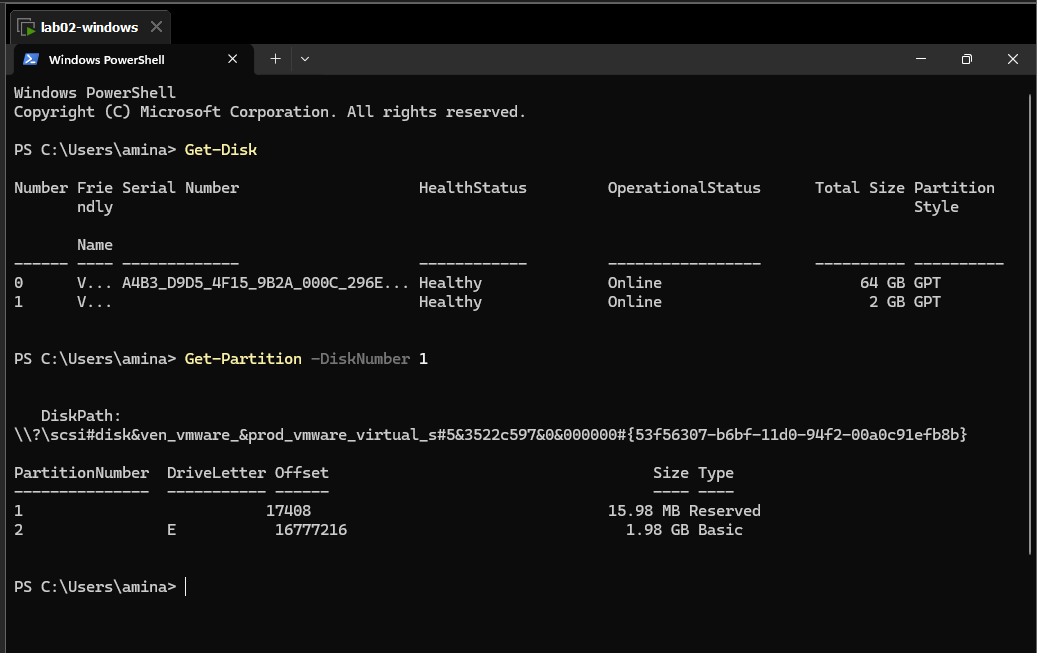 lab02-windows
Windows PowerShell
Windows PowerShell
Copyright (C) Microsoft Corporation. All rights reserved.
PS C:\Users\amina> Get-Disk
Number Frie Serial Number                    HealthStatus         OperationalStatus      Total Size Partition
       ndly                                                                                         Style
       Name
------ ---- -------------                    ------------         -----------------      ---------- ----------
0      V... A4B3_D9D5_4F15_9B2A_000C_296E... Healthy              Online                      64 GB GPT
1      V...                                  Healthy              Online                       2 GB GPT
PS C:\Users\amina> Get-Partition -DiskNumber 1
   DiskPath:
\\?\scsi#disk&ven_vmware_&prod_vmware_virtual_s#5&3522c597&0&000000#{53f56307-b6bf-11d0-94f2-00a0c91efb8b}
PartitionNumber  DriveLetter Offset                                    Size Type
---------------  ----------- ------                                    ---- ----
1                           17408                                 15.98 MB Reserved
2                E           16777216                               1.98 GB Basic
PS C:\Users\amina>